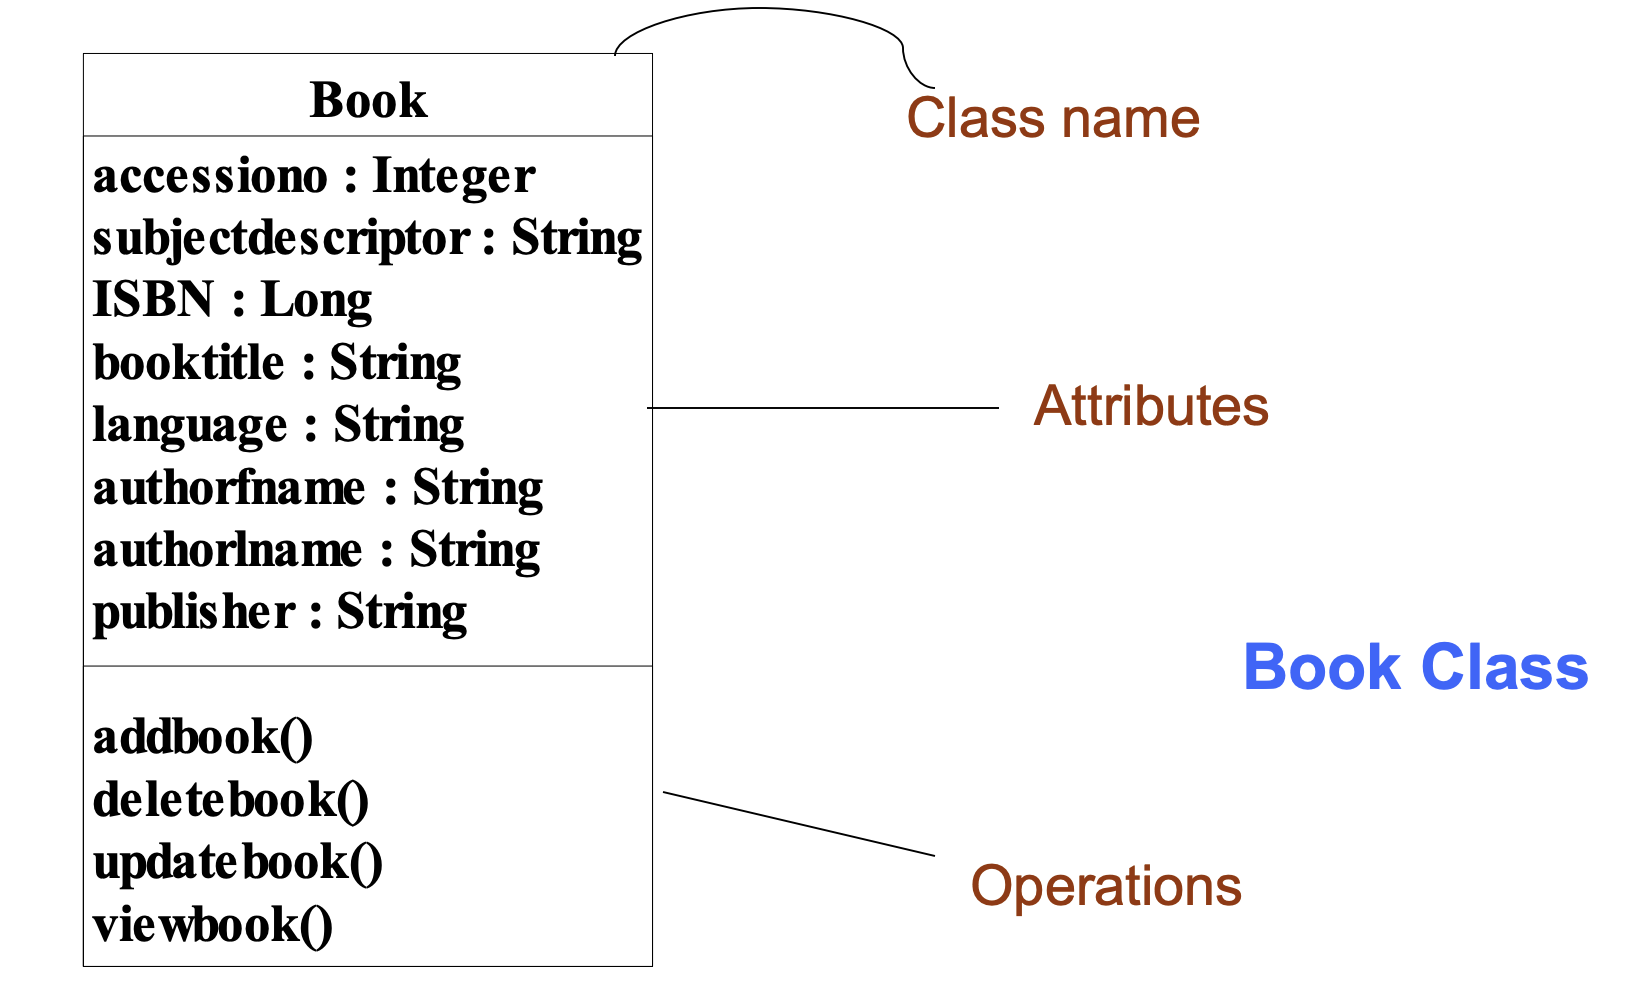 Book
accessiono : Integer
subjectdescriptor : String
ISBN : Long
booktitle : String
language : String
authorfname : String
authorlname : String
publisher : String
addbook()
deletebook()
updatebook()
viewbook()
Class name
Attributes
Book Class
Operations